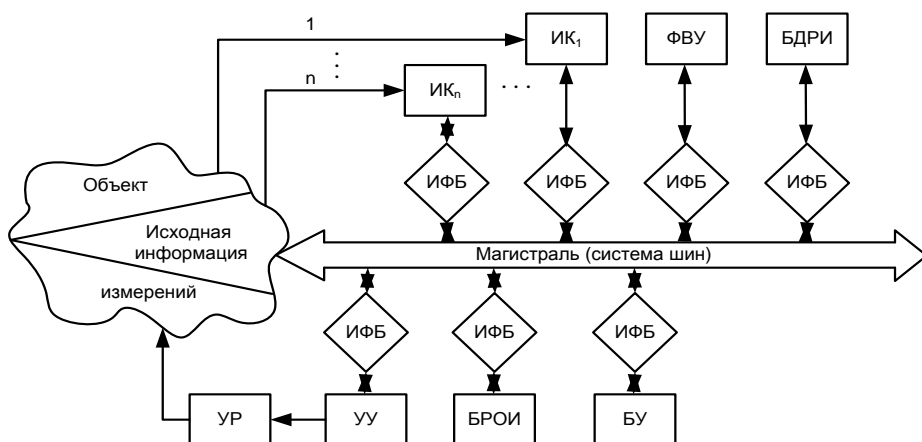 1
ИК1
ФВУ
БДРИ
n
ИКn
. . .
ИФБ
ИФБ
ИФБ
ИФБ
Объект
Исходная
информация
измерений
Магистраль (система шин)
ИФБ
ИФБ
ИФБ
УР
УУ
БРОИ
БУ